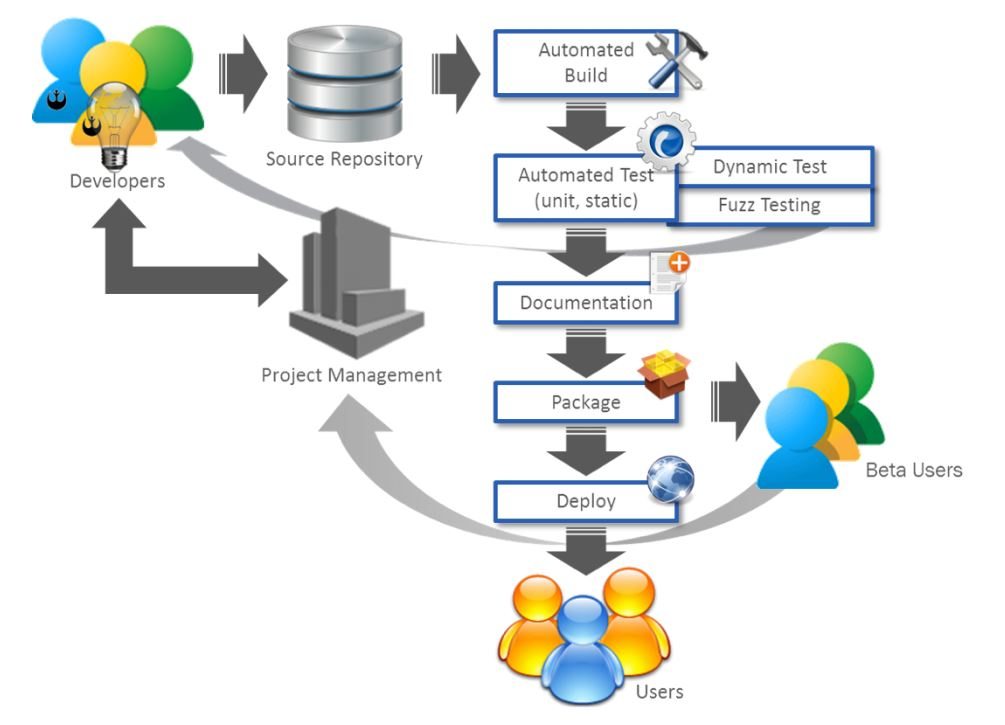 Developers
Source Repository
Automated
Build
Automated Test
(unit, static)
Dynamic Test
Fuzz Testing
Documentation
Project Management
Package
Beta Users
Deploy
Users